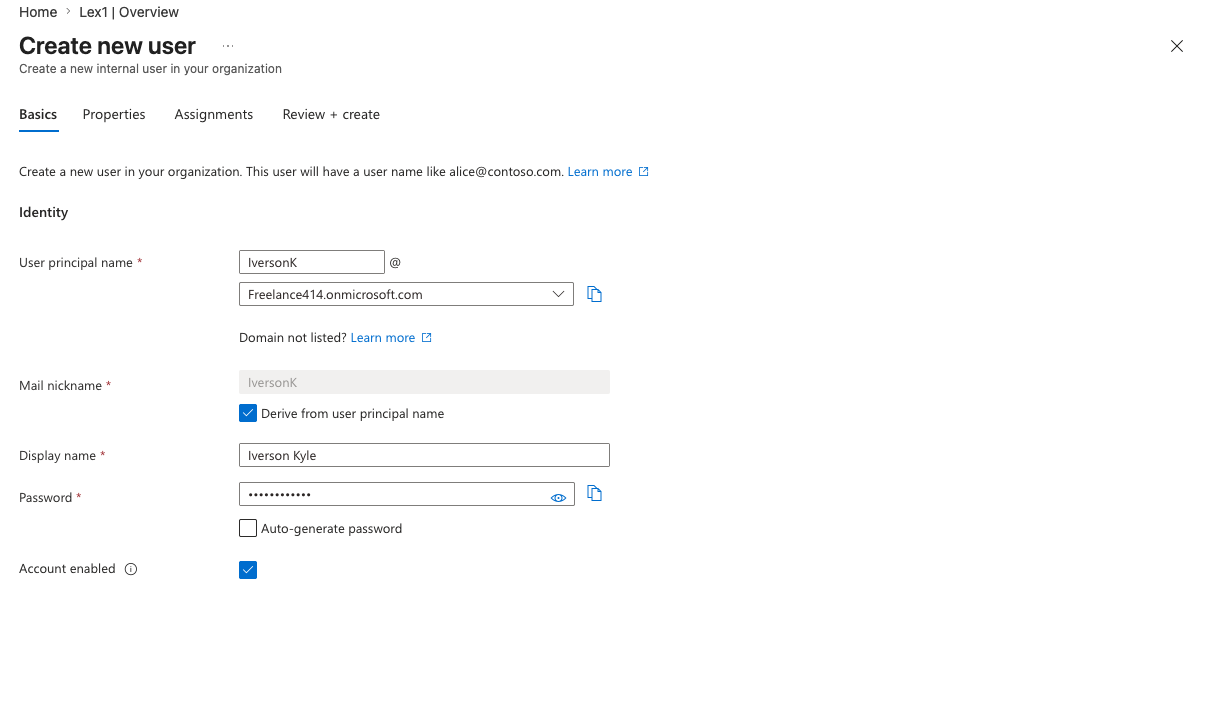 Home > Lex1 | Overview
Create new user ...
Create a new internal user in your organization
Basics Properties Assignments Review + create
Create a new user in your organization. This user will have a user name like alice@contoso.com. Learn more
Identity
User principal name * IversonK @
Freelance414.onmicrosoft.com
Domain not listed? Learn more
Mail nickname * IversonK
Derive from user principal name
Display name * Iverson Kyle
Password * ••••••••••••
Auto-generate password
Account enabled